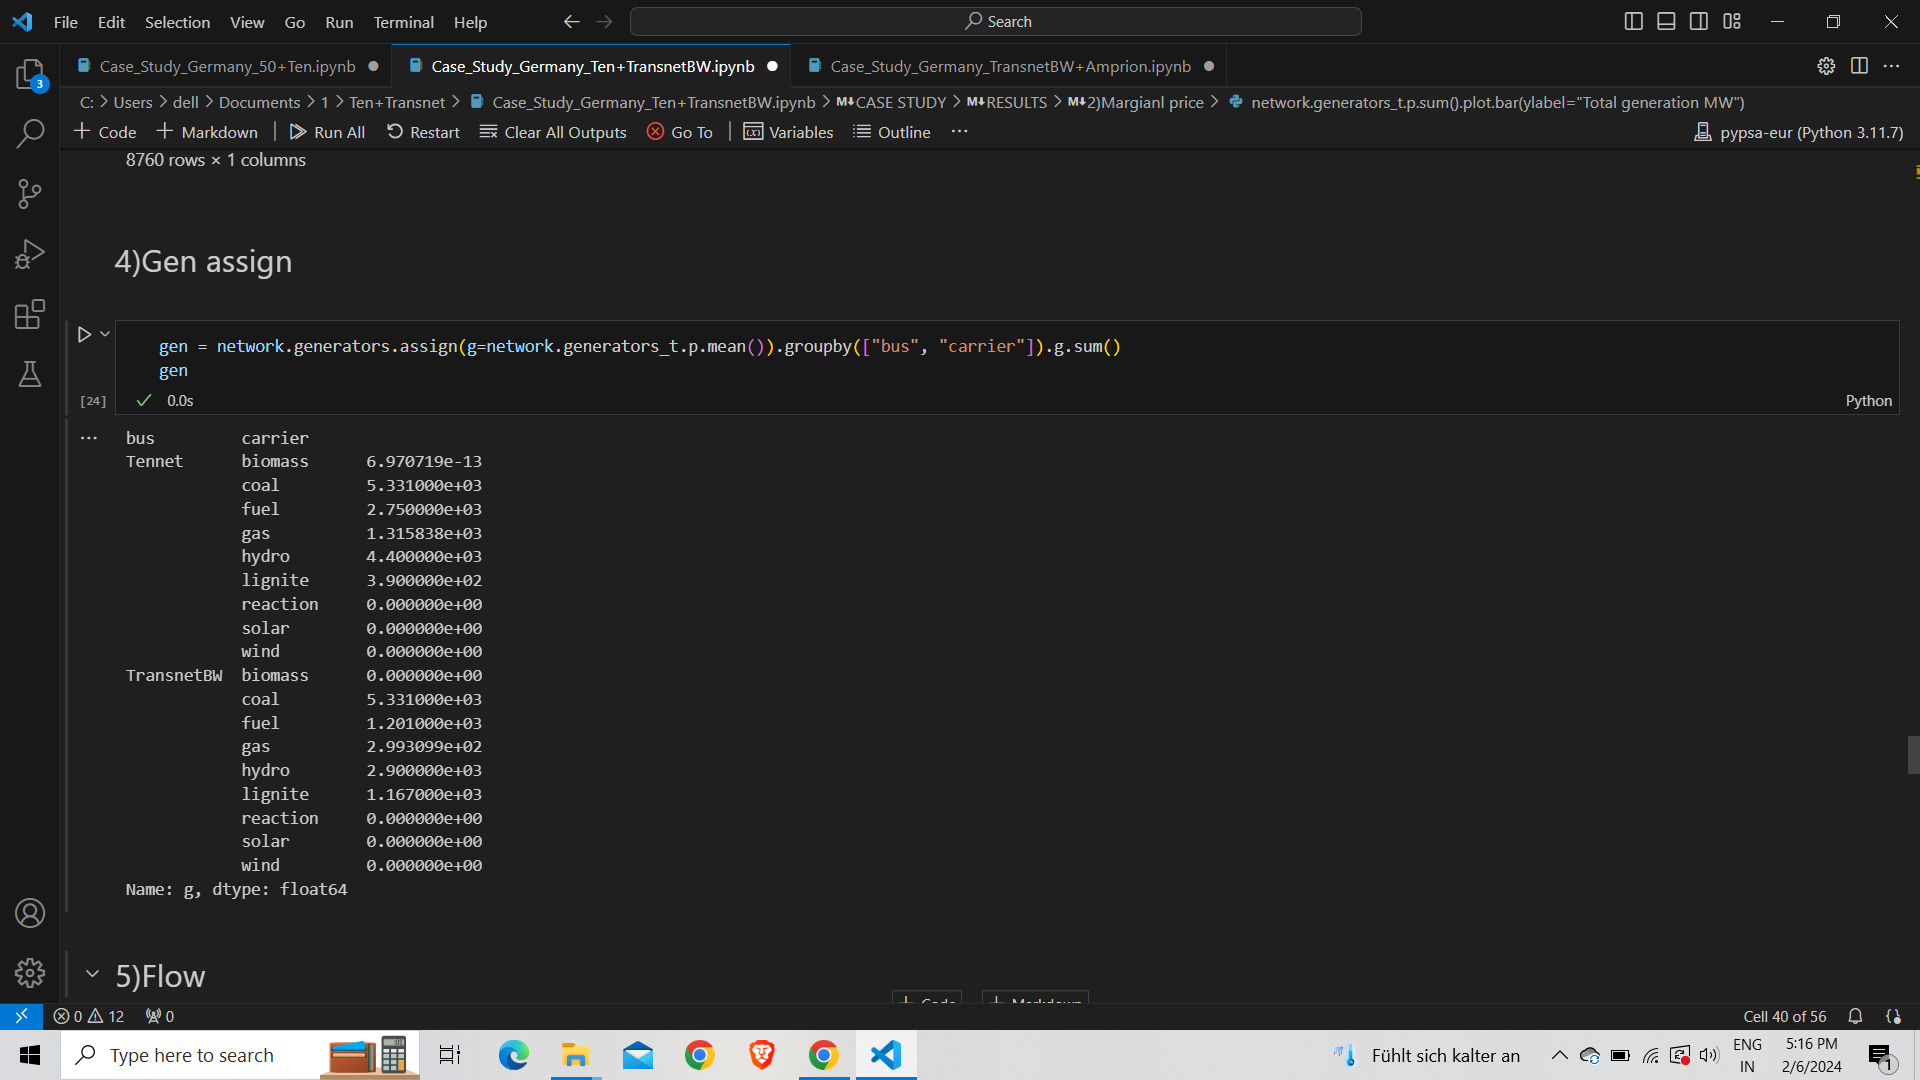 File Edit Selection View Go Run Terminal Help
Search
3
Case_Study_Germany_50+Ten.ipynb
Case_Study_Germany_Ten+TransnetBW.ipynb
Case_Study_Germany_TransnetBW+Amprion.ipynb
C: > Users > dell > Documents > 1 > Ten+Transnet > Case_Study_Germany_Ten+TransnetBW.ipynb > M↓CASE STUDY > M↓RESULTS > M↓2)Margianl price > network.generators_t.p.sum().plot.bar(ylabel="Total generation MW")
+ Code + Markdown | Run All Restart Clear All Outputs Go To | Variables Outline ...
pypsa-eur (Python 3.11.7)
8760 rows × 1 columns
4)Gen assign
gen = network.generators.assign(g=network.generators_t.p.mean()).groupby(["bus", "carrier"]).g.sum()
gen
[24] 0.0s
Python
bus carrier
Tennet biomass 6.970719e-13
coal 5.331000e+03
fuel 2.750000e+03
gas 1.315838e+03
hydro 4.400000e+03
lignite 3.900000e+02
reaction 0.000000e+00
solar 0.000000e+00
wind 0.000000e+00
TransnetBW biomass 0.000000e+00
coal 5.331000e+03
fuel 1.201000e+03
gas 2.993099e+02
hydro 2.900000e+03
lignite 1.167000e+03
reaction 0.000000e+00
solar 0.000000e+00
wind 0.000000e+00
Name: g, dtype: float64
5)Flow
+ Code + Markdown
0 12 0
Cell 40 of 56
Type here to search
Fühlt sich kalter an
ENG
IN
5:16 PM
2/6/2024
1